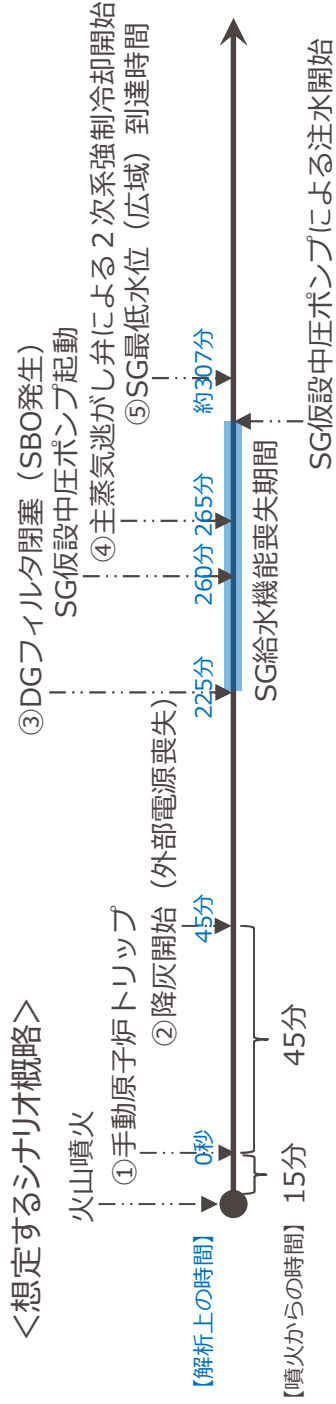 ＜想定するシナリオ概略＞
火山噴火
①手動原子炉トリップ
②降灰開始（外部電源喪失）
③DGフィルタ閉塞（SBO発生）
SG仮設中圧ポンプ起動
④主蒸気逃がし弁による２次系強制冷却開始
⑤SG最低水位（広域）到達時間
【解析上の時間】
0秒
45分
225分
260分
265分
約307分
【噴火からの時間】
15分
45分
SG給水機能喪失期間
SG仮設中圧ポンプによる注水開始